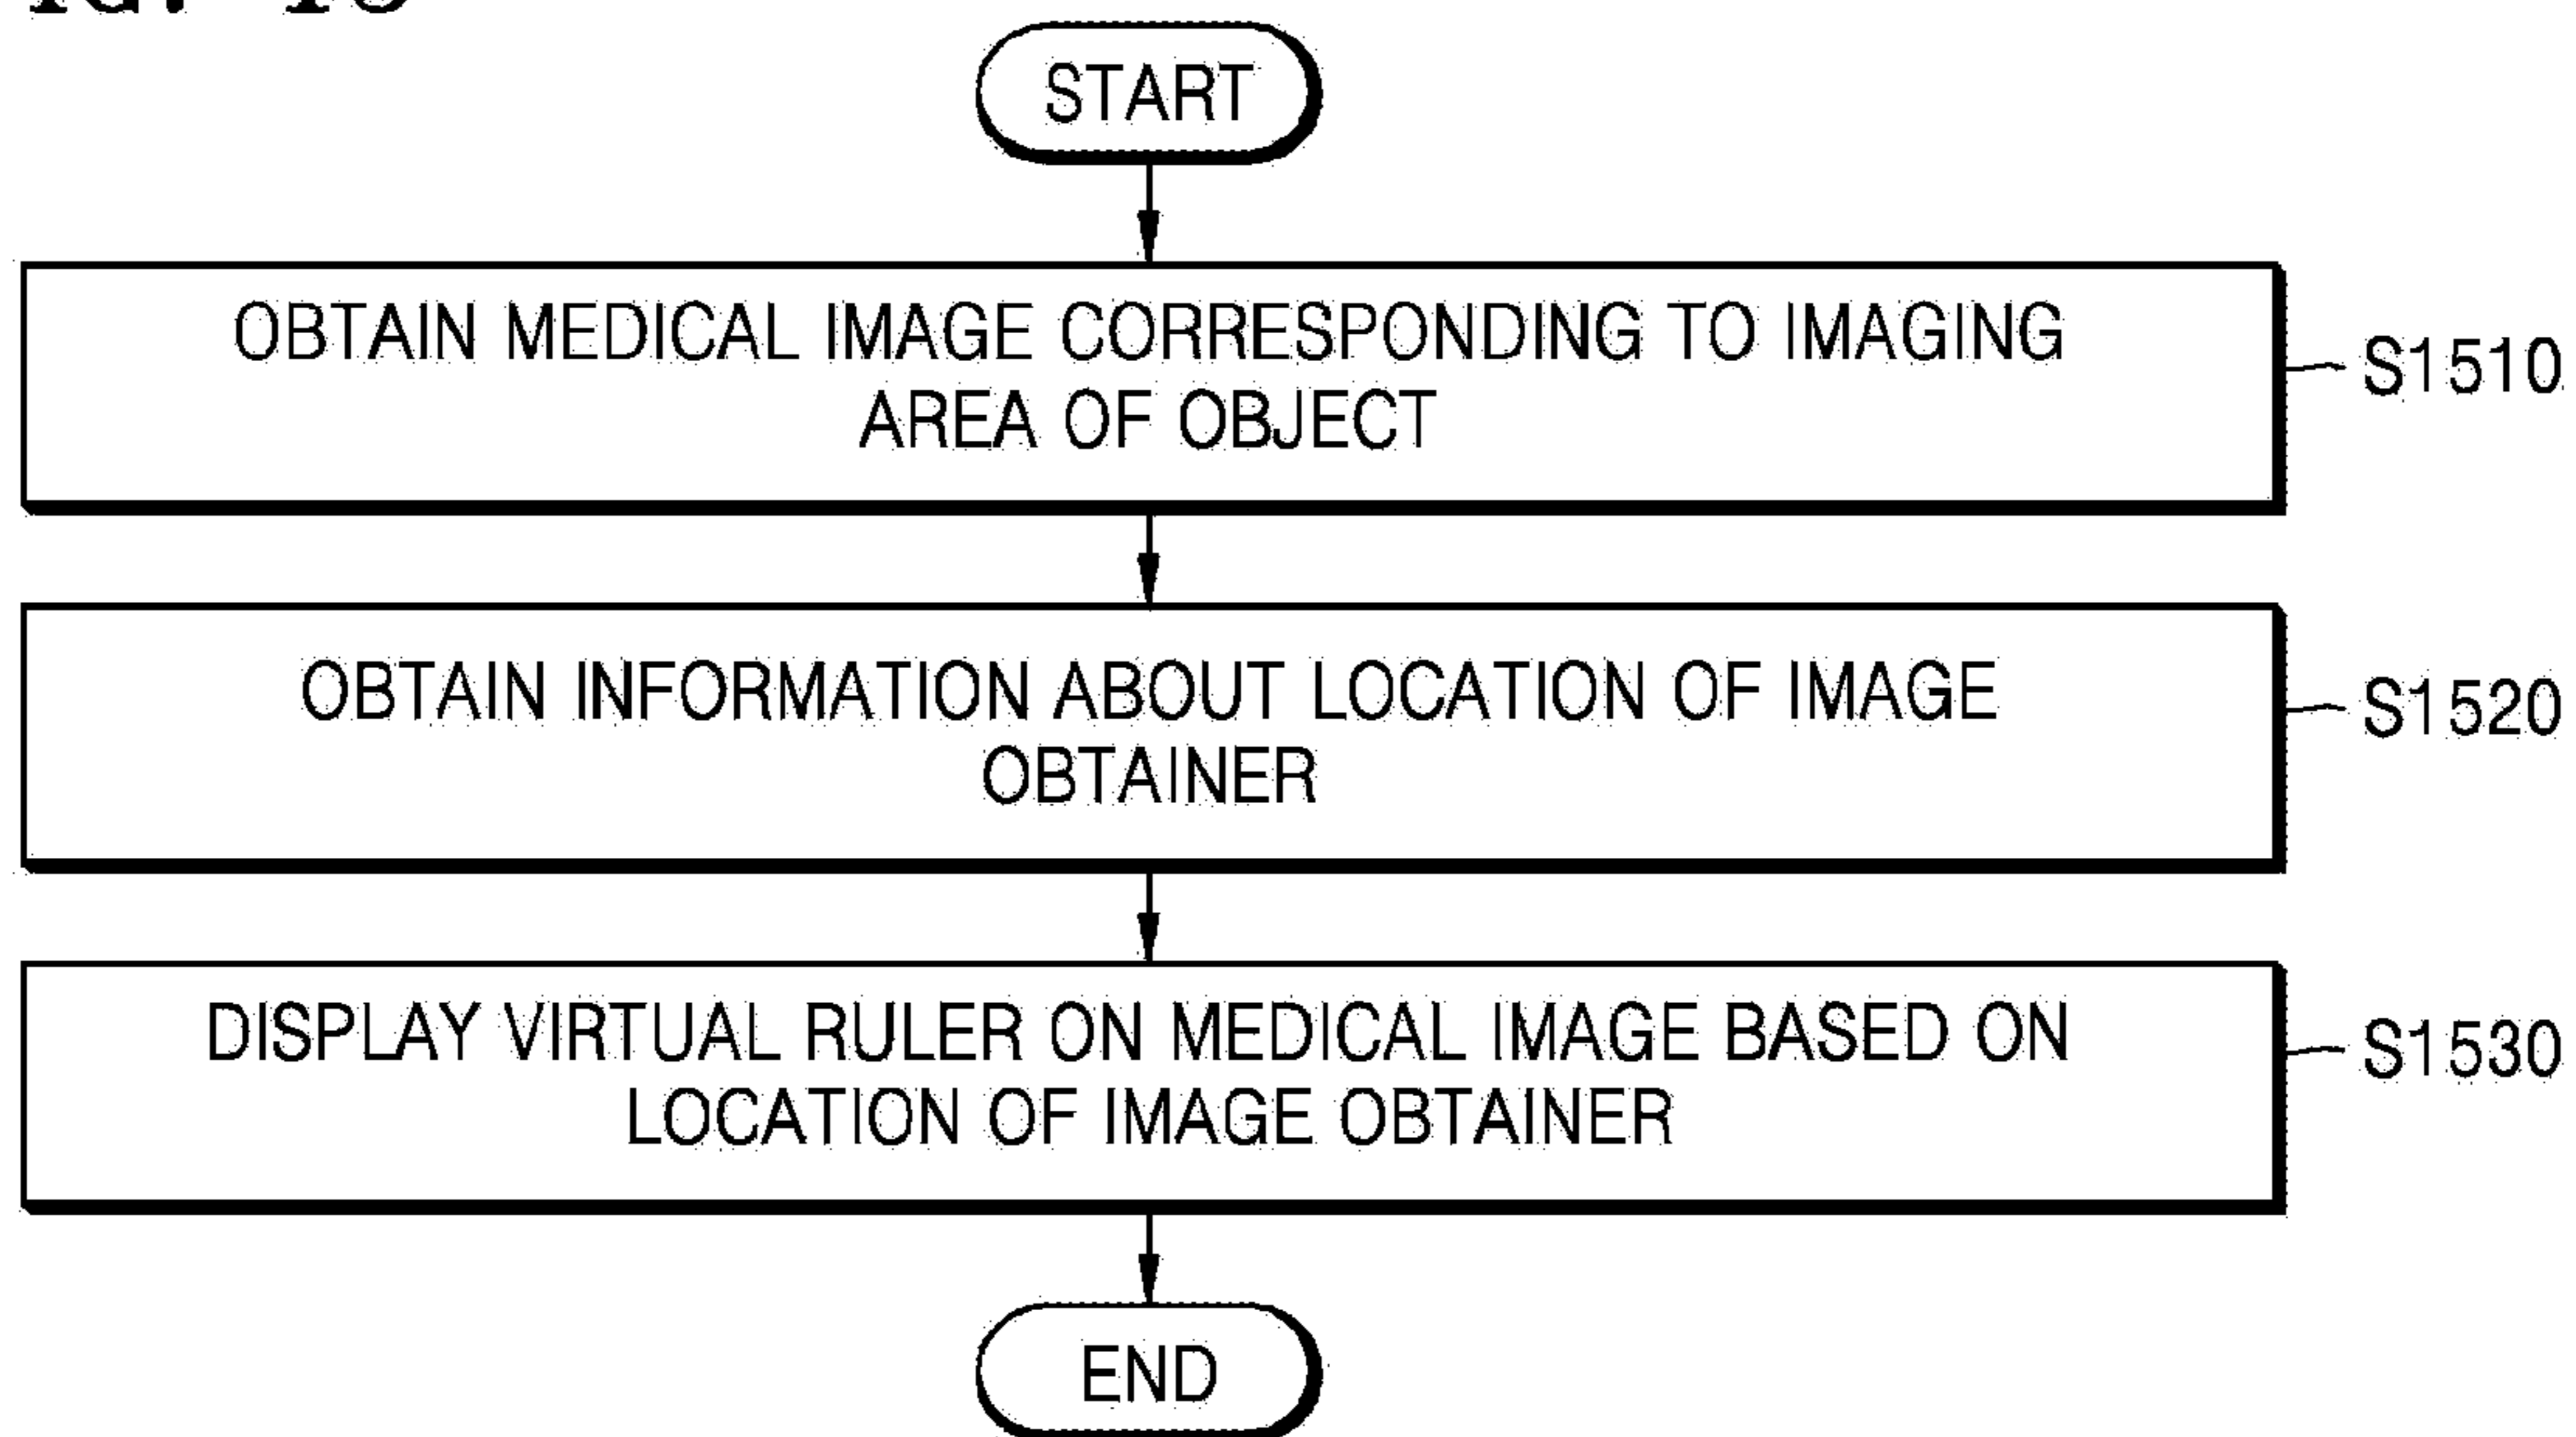 START
OBTAIN MEDICAL IMAGE CORRESPONDING TO IMAGING
AREA OF OBJECT
S1510
OBTAIN INFORMATION ABOUT LOCATION OF IMAGE
OBTAINER
S1520
DISPLAY VIRTUAL RULER ON MEDICAL IMAGE BASED ON
LOCATION OF IMAGE OBTAINER
S1530
END